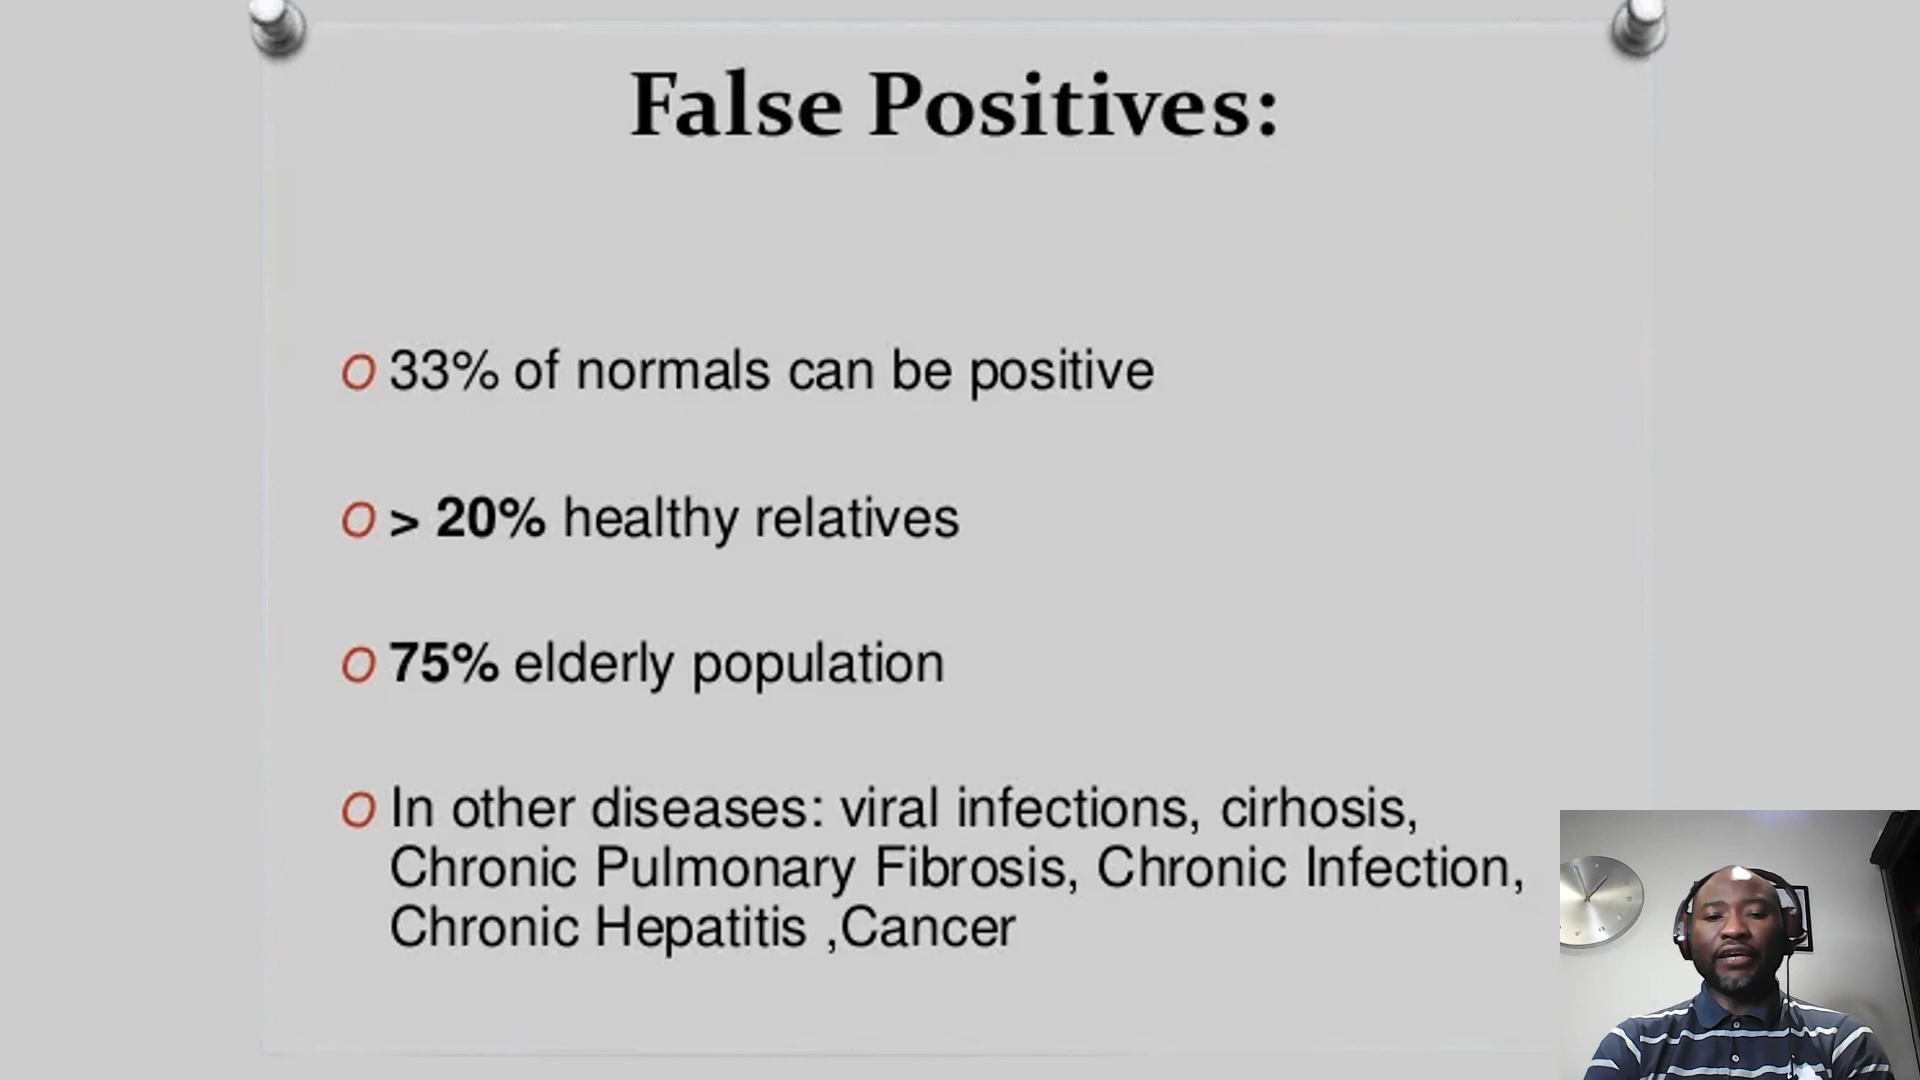 False Positives:
33% of normals can be positive
> 20% healthy relatives
75% elderly population
In other diseases: viral infections, cirhosis,
Chronic Pulmonary Fibrosis, Chronic Infection,
Chronic Hepatitis ,Cancer